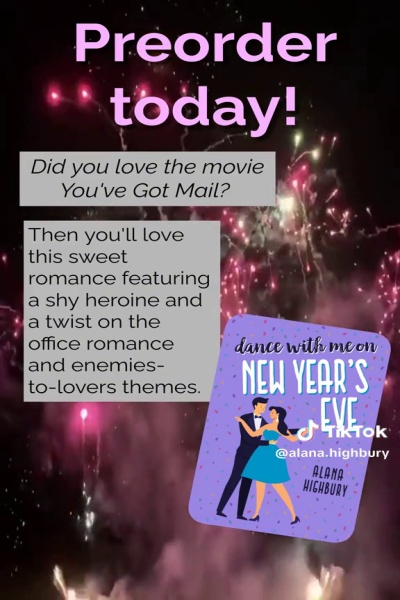 Preorder
today!
Did you love the movie
You've Got Mail?
Then you'll love
this sweet
romance featuring
a shy heroine and
a twist on the
office romance
and enemies-
to-lovers themes.
dance with me on
NEW YEAR'S
EVE
TikTok
@alana.highbury
ALANA
HIGHBURY